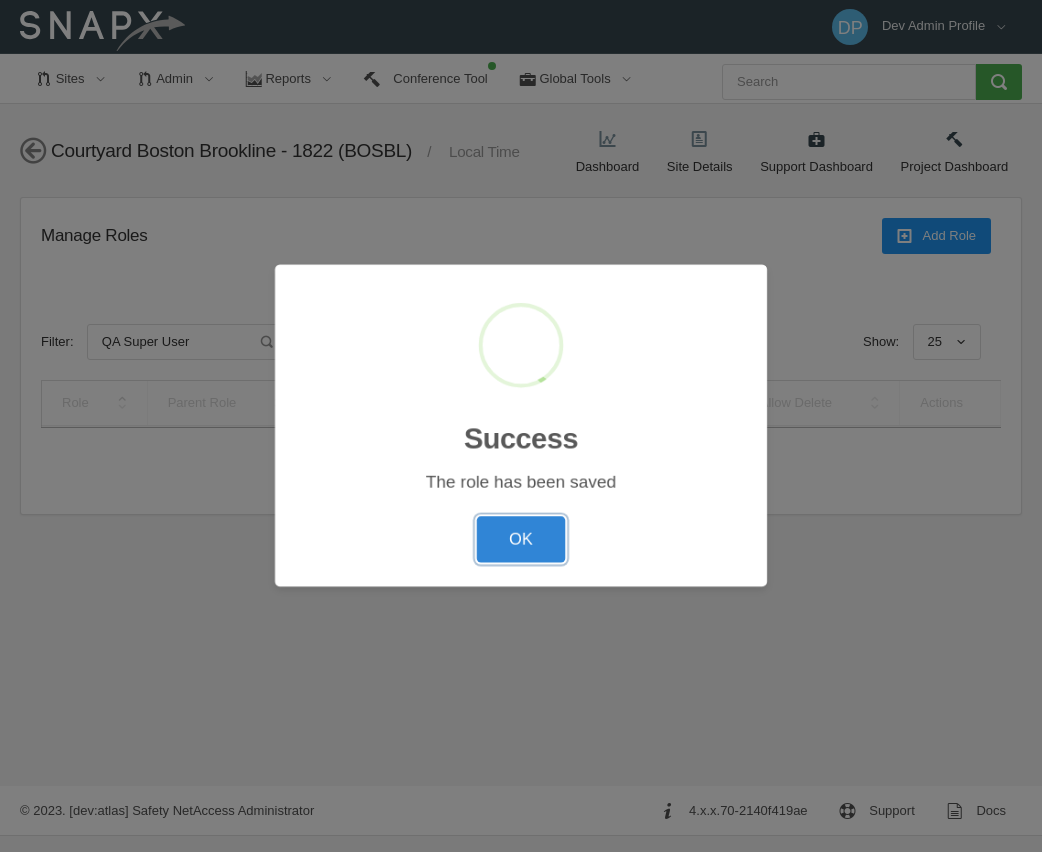 SNAPX
DP Dev Admin Profile
Sites Admin Reports Conference Tool Global Tools Search
Courtyard Boston Brookline - 1822 (BOSBL) / Local Time
Dashboard Site Details Support Dashboard Project Dashboard
Manage Roles Add Role
Filter: QA Super User Show: 25
Role Parent Role llow Delete Actions
Success
The role has been saved
OK
© 2023. [dev:atlas] Safety NetAccess Administrator 4.x.x.70-2140f419ae Support Docs